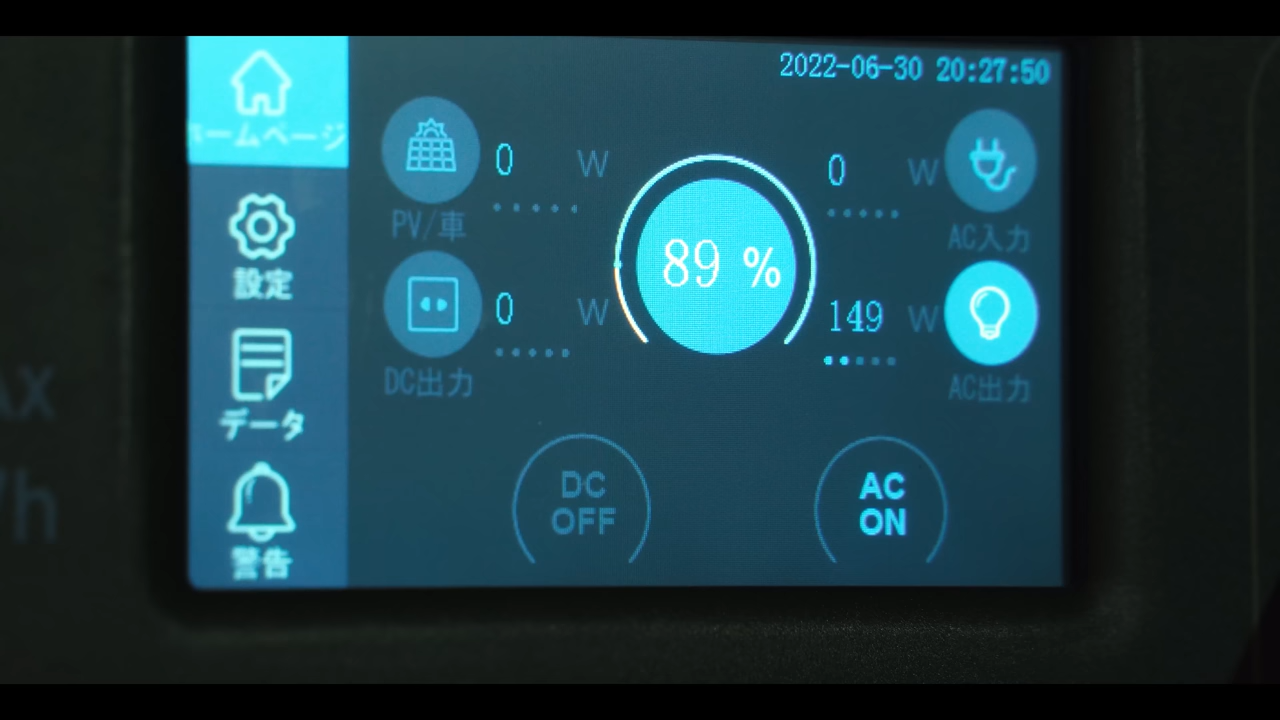 2022-06-30 20:27:50
ホームページ
設定
データ
警告
0 W
PV/車
0 W
DC出力
89 %
0 W
AC入力
149 W
AC出力
DC
OFF
AC
ON